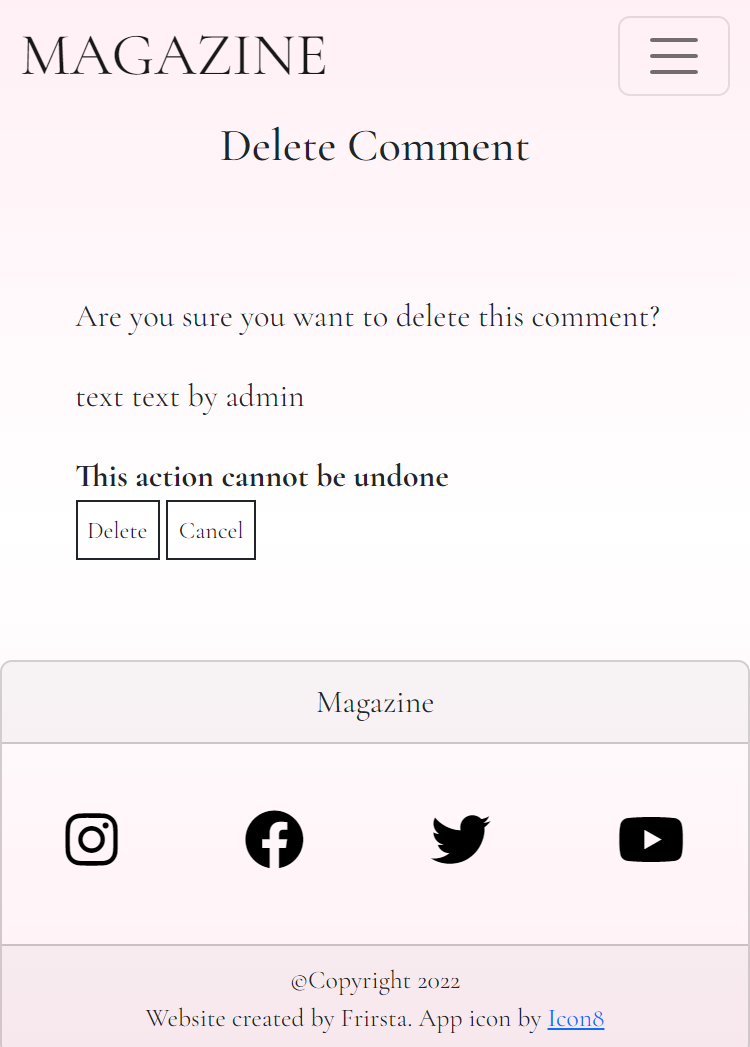 MAGAZINE
Delete Comment
Are you sure you want to delete this comment?
text text by admin
This action cannot be undone
Delete Cancel
Magazine
©Copyright 2022
Website created by Frirsta. App icon by Icon8